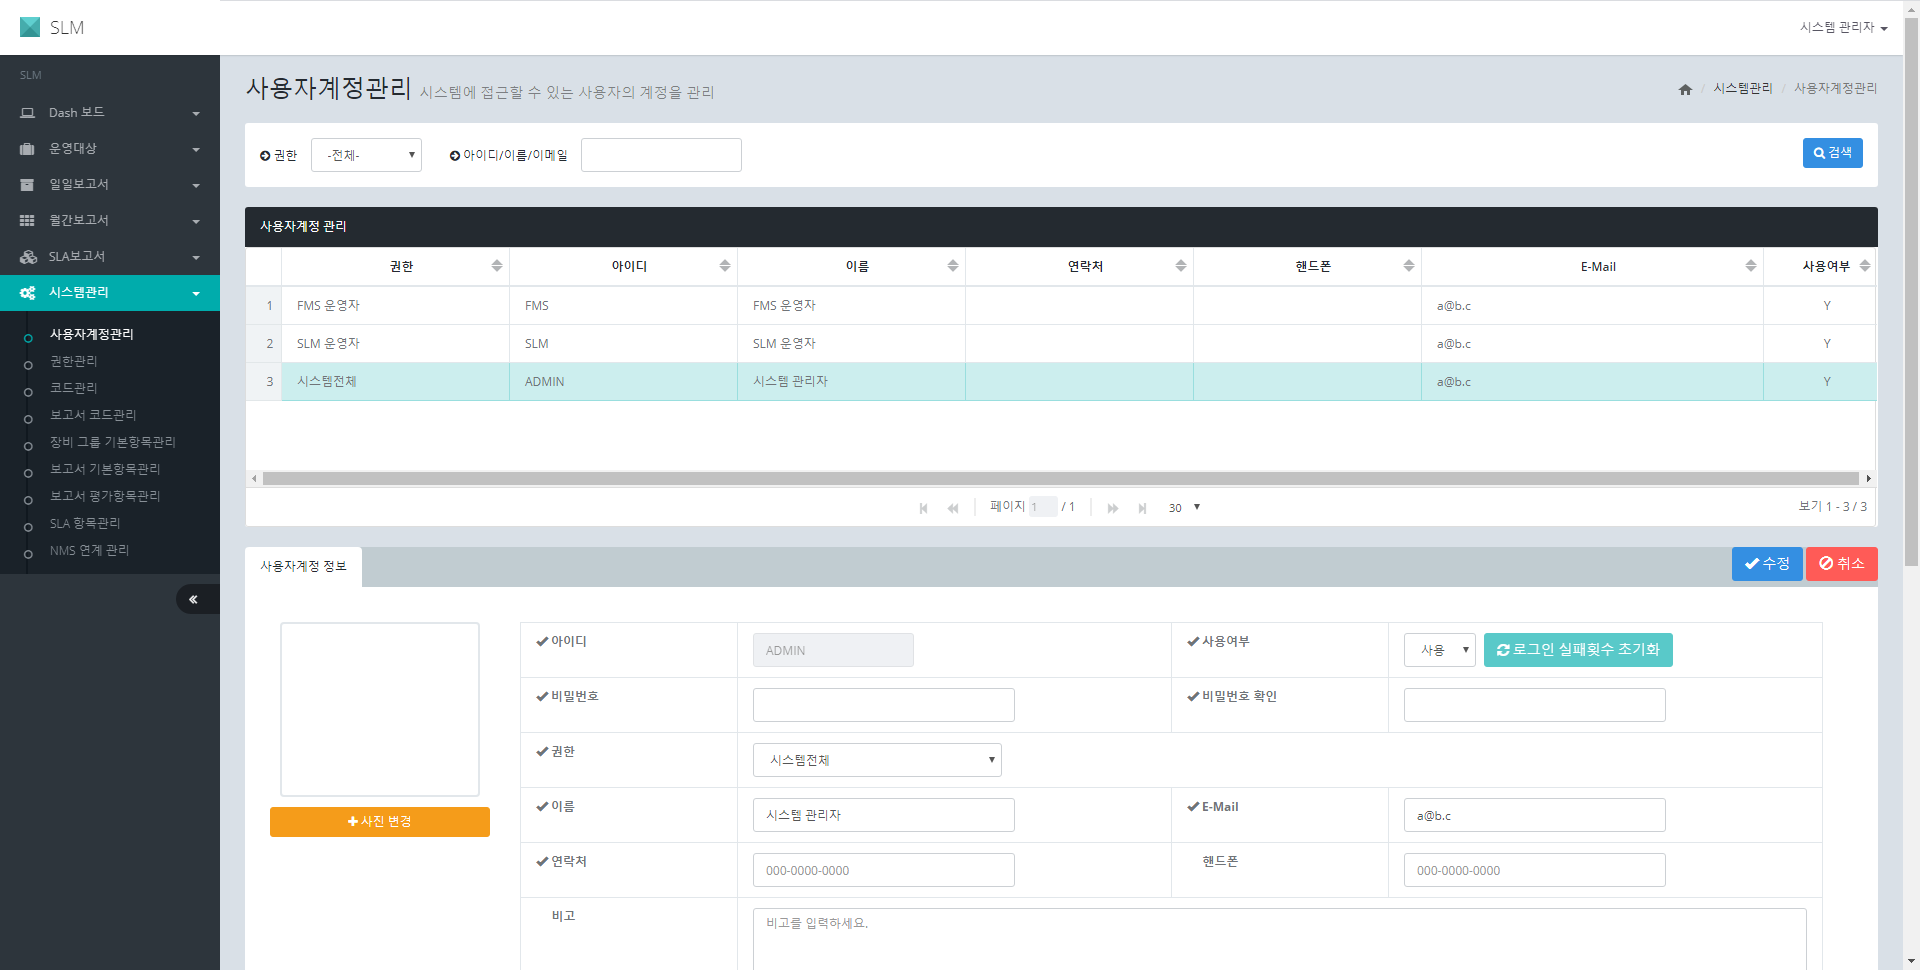 SLM
시스템 관리자
SLM
Dash 보드
운영대상
일일보고서
월간보고서
SLA보고서
시스템관리
사용자계정관리
권한관리
코드관리
보고서 코드관리
장비 그룹 기본항목관리
보고서 기본항목관리
보고서 평가항목관리
SLA 항목관리
NMS 연계 관리
사용자계정관리 시스템에 접근할 수 있는 사용자의 계정을 관리
/ 시스템관리 / 사용자계정관리
권한 -전체- 아이디/이름/이메일 검색
사용자계정 관리
권한 아이디 이름 연락처 핸드폰 E-Mail 사용여부
1 FMS 운영자 FMS FMS 운영자 a@b.c Y
2 SLM 운영자 SLM SLM 운영자 a@b.c Y
3 시스템전체 ADMIN 시스템 관리자 a@b.c Y
페이지 1 / 1 30 보기 1 - 3 / 3
사용자계정 정보 수정 취소
아이디 ADMIN 사용여부 사용 로그인 실패횟수 초기화
비밀번호 비밀번호 확인
권한 시스템전체
이름 시스템 관리자 E-Mail a@b.c
사진 변경
연락처 000-0000-0000 핸드폰 000-0000-0000
비고 비고를 입력하세요.